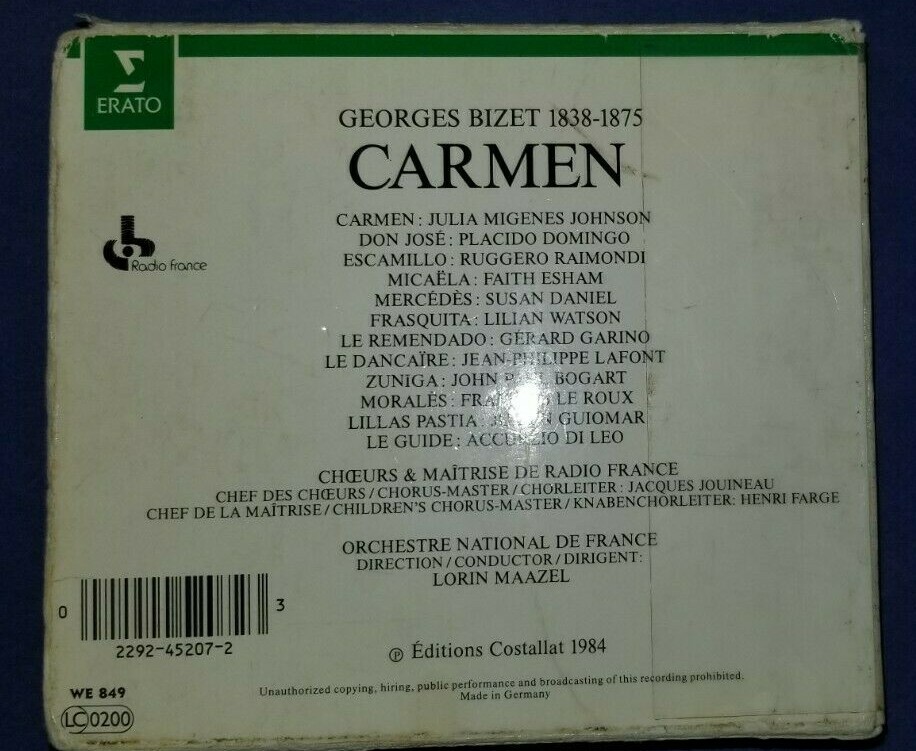 ERATO
GEORGES BIZET 1838-1875
CARMEN
CARMEN : JULIA MIGENES JOHNSON
DON JOSÉ : PLACIDO DOMINGO
ESCAMILLO : RUGGERO RAIMONDI
Radio france
MICAËLA : FAITH ESHAM
MERCÉDÈS : SUSAN DANIEL
FRASQUITA : LILIAN WATSON
LE REMENDADO : GÉRARD GARINO
LE DANCAÏRE : JEAN-PHILIPPE LAFONT
ZUNIGA : JOHN BOGART
MORALÈS : LE ROUX
LILLAS PASTIA : GUIOMAR
LE GUIDE : DI LEO
CHŒURS & MAÎTRISE DE RADIO FRANCE
CHEF DES CHŒURS / CHORUS-MASTER / CHORLEITER : JACQUES JOUINEAU
CHEF DE LA MAÎTRISE / CHILDREN'S CHORUS-MASTER / KNABENCHORLEITER: HENRI FARGE
ORCHESTRE NATIONAL DE FRANCE
DIRECTION / CONDUCTOR / DIRIGENT:
LORIN MAAZEL
0 3
2292-45207-2
℗ Éditions Costallat 1984
WE 849
Unauthorized copying, hiring, public performance and broadcasting of this recording prohibited.
Made in Germany
LC 0200